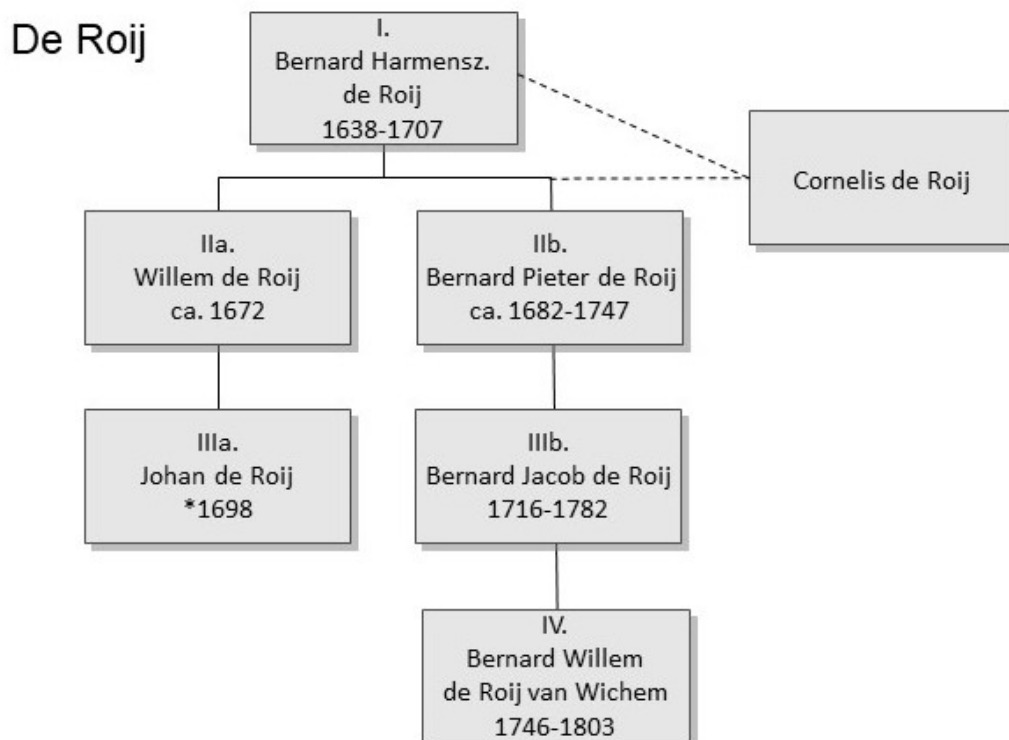 De Roij
I.
Bernard Harmensz.
de Roij
1638-1707
Cornelis de Roij
IIa.
Willem de Roij
ca. 1672
IIb.
Bernard Pieter de Roij
ca. 1682-1747
IIIa.
Johan de Roij
*1698
IIIb.
Bernard Jacob de Roij
1716-1782
IV.
Bernard Willem
de Roij van Wichem
1746-1803